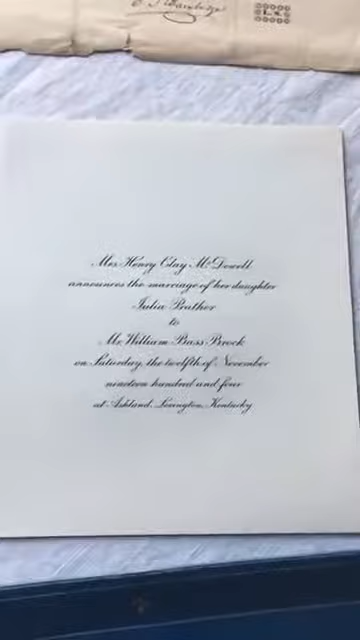 Mrs. Henry Clay McDowell
announces the marriage of her daughter
Julia Prather
to
Mr. William Bass Brock
on Saturday, the twelfth of November
nineteen hundred and four
at Ashland, Lexington, Kentucky